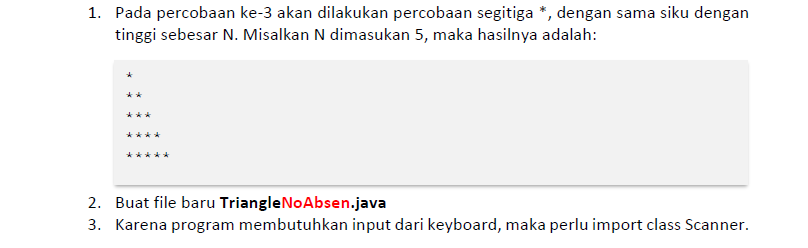 1. Pada percobaan ke-3 akan dilakukan percobaan segitiga *, dengan sama siku dengan
tinggi sebesar N. Misalkan N dimasukan 5, maka hasilnya adalah:
*
**
***
****
*****
2. Buat file baru TriangleNoAbsen.java
3. Karena program membutuhkan input dari keyboard, maka perlu import class Scanner.